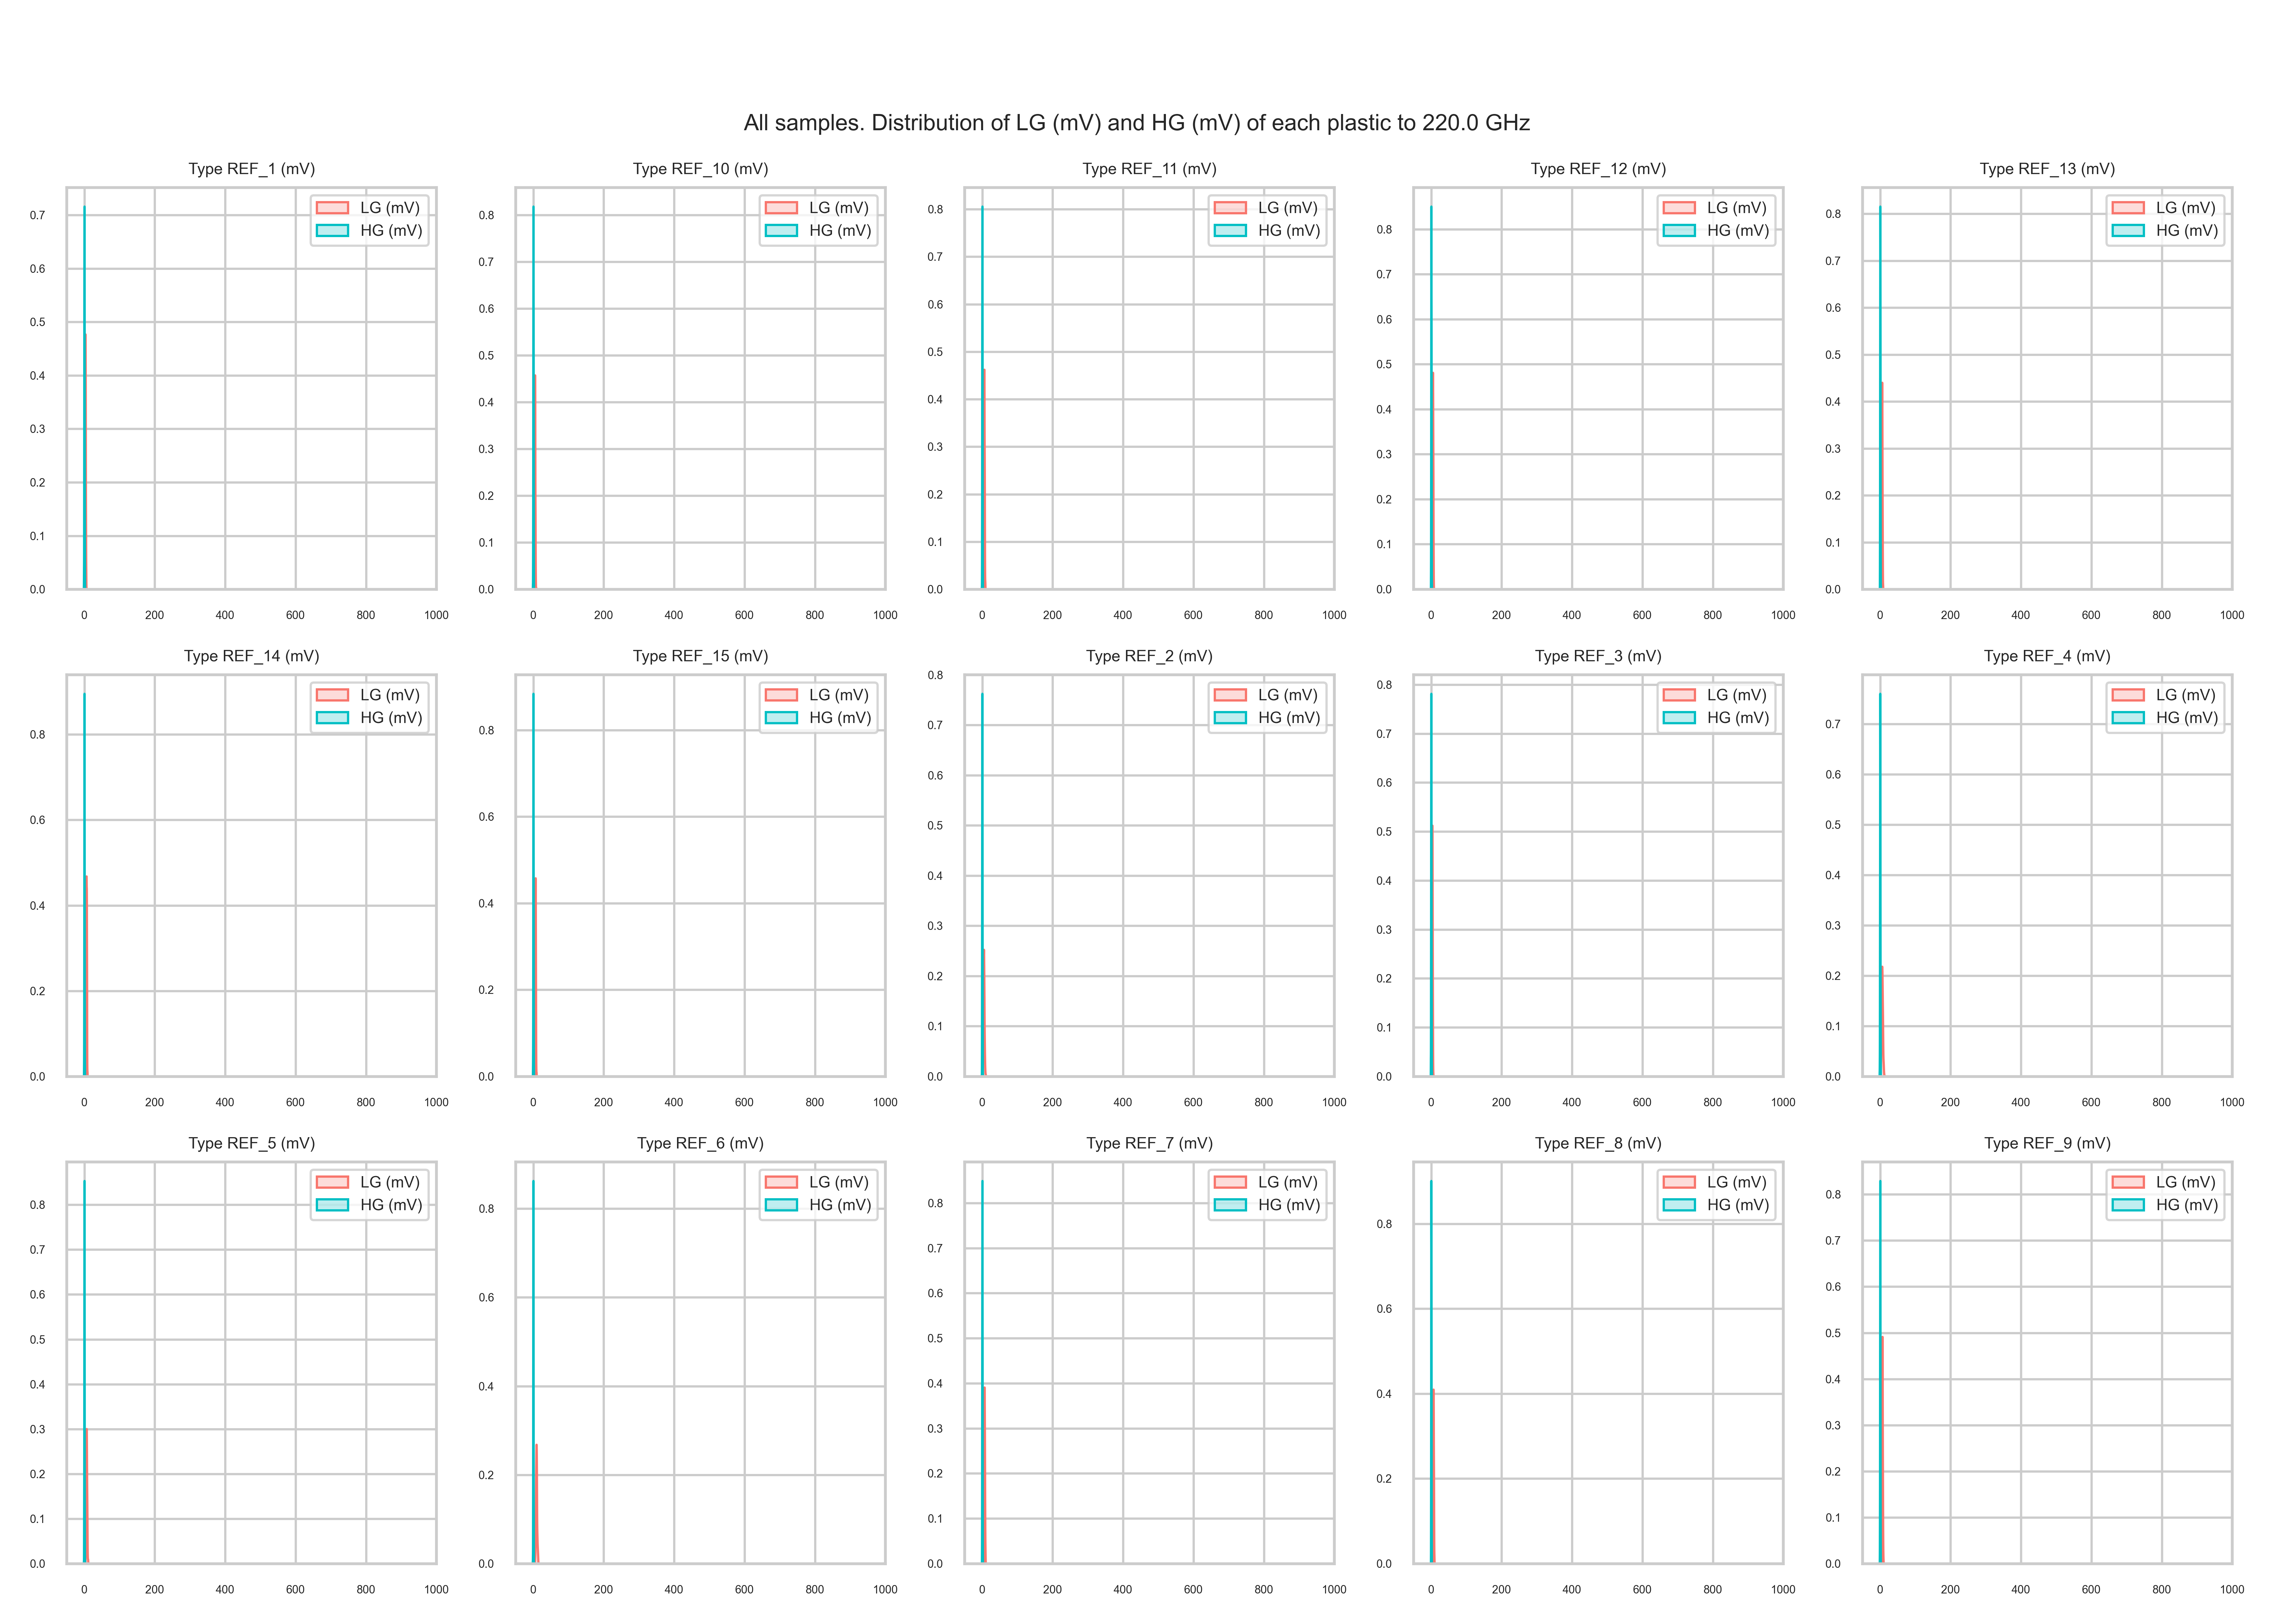 All samples. Distribution of LG (mV) and HG (mV) of each plastic to 220.0 GHz
Type REF_1 (mV)
LG (mV)
HG (mV)
0.7
0.6
0.5
0.4
0.3
0.2
0.1
0.0
0 200 400 600 800 1000
Type REF_10 (mV)
LG (mV)
HG (mV)
0.8
0.7
0.6
0.5
0.4
0.3
0.2
0.1
0.0
0 200 400 600 800 1000
Type REF_11 (mV)
LG (mV)
HG (mV)
0.8
0.7
0.6
0.5
0.4
0.3
0.2
0.1
0.0
0 200 400 600 800 1000
Type REF_12 (mV)
LG (mV)
HG (mV)
0.8
0.7
0.6
0.5
0.4
0.3
0.2
0.1
0.0
0 200 400 600 800 1000
Type REF_13 (mV)
LG (mV)
HG (mV)
0.8
0.7
0.6
0.5
0.4
0.3
0.2
0.1
0.0
0 200 400 600 800 1000
Type REF_14 (mV)
LG (mV)
HG (mV)
0.8
0.6
0.4
0.2
0.0
0 200 400 600 800 1000
Type REF_15 (mV)
LG (mV)
HG (mV)
0.8
0.6
0.4
0.2
0.0
0 200 400 600 800 1000
Type REF_2 (mV)
LG (mV)
HG (mV)
0.8
0.7
0.6
0.5
0.4
0.3
0.2
0.1
0.0
0 200 400 600 800 1000
Type REF_3 (mV)
LG (mV)
HG (mV)
0.8
0.7
0.6
0.5
0.4
0.3
0.2
0.1
0.0
0 200 400 600 800 1000
Type REF_4 (mV)
LG (mV)
HG (mV)
0.7
0.6
0.5
0.4
0.3
0.2
0.1
0.0
0 200 400 600 800 1000
Type REF_5 (mV)
LG (mV)
HG (mV)
0.8
0.7
0.6
0.5
0.4
0.3
0.2
0.1
0.0
0 200 400 600 800 1000
Type REF_6 (mV)
LG (mV)
HG (mV)
0.8
0.6
0.4
0.2
0.0
0 200 400 600 800 1000
Type REF_7 (mV)
LG (mV)
HG (mV)
0.8
0.7
0.6
0.5
0.4
0.3
0.2
0.1
0.0
0 200 400 600 800 1000
Type REF_8 (mV)
LG (mV)
HG (mV)
0.8
0.6
0.4
0.2
0.0
0 200 400 600 800 1000
Type REF_9 (mV)
LG (mV)
HG (mV)
0.8
0.7
0.6
0.5
0.4
0.3
0.2
0.1
0.0
0 200 400 600 800 1000